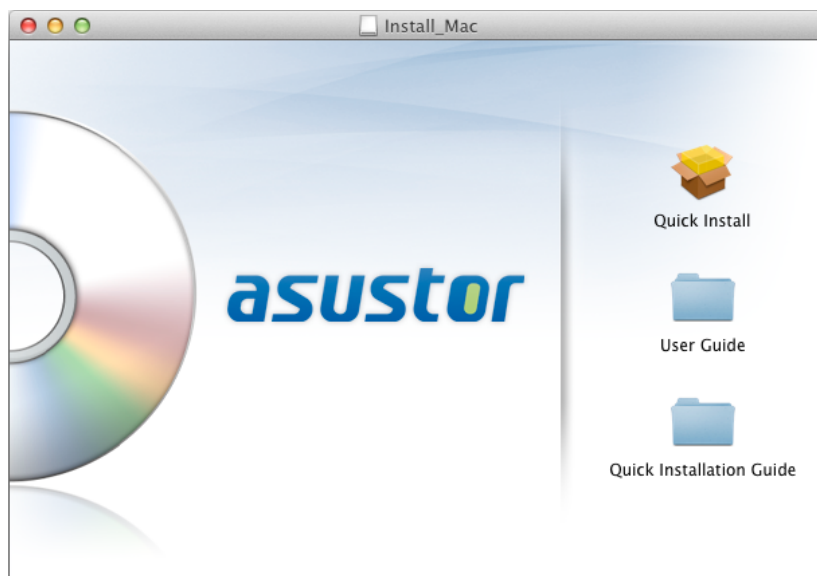 Install_Mac
Quick Install
asustor
User Guide
Quick Installation Guide